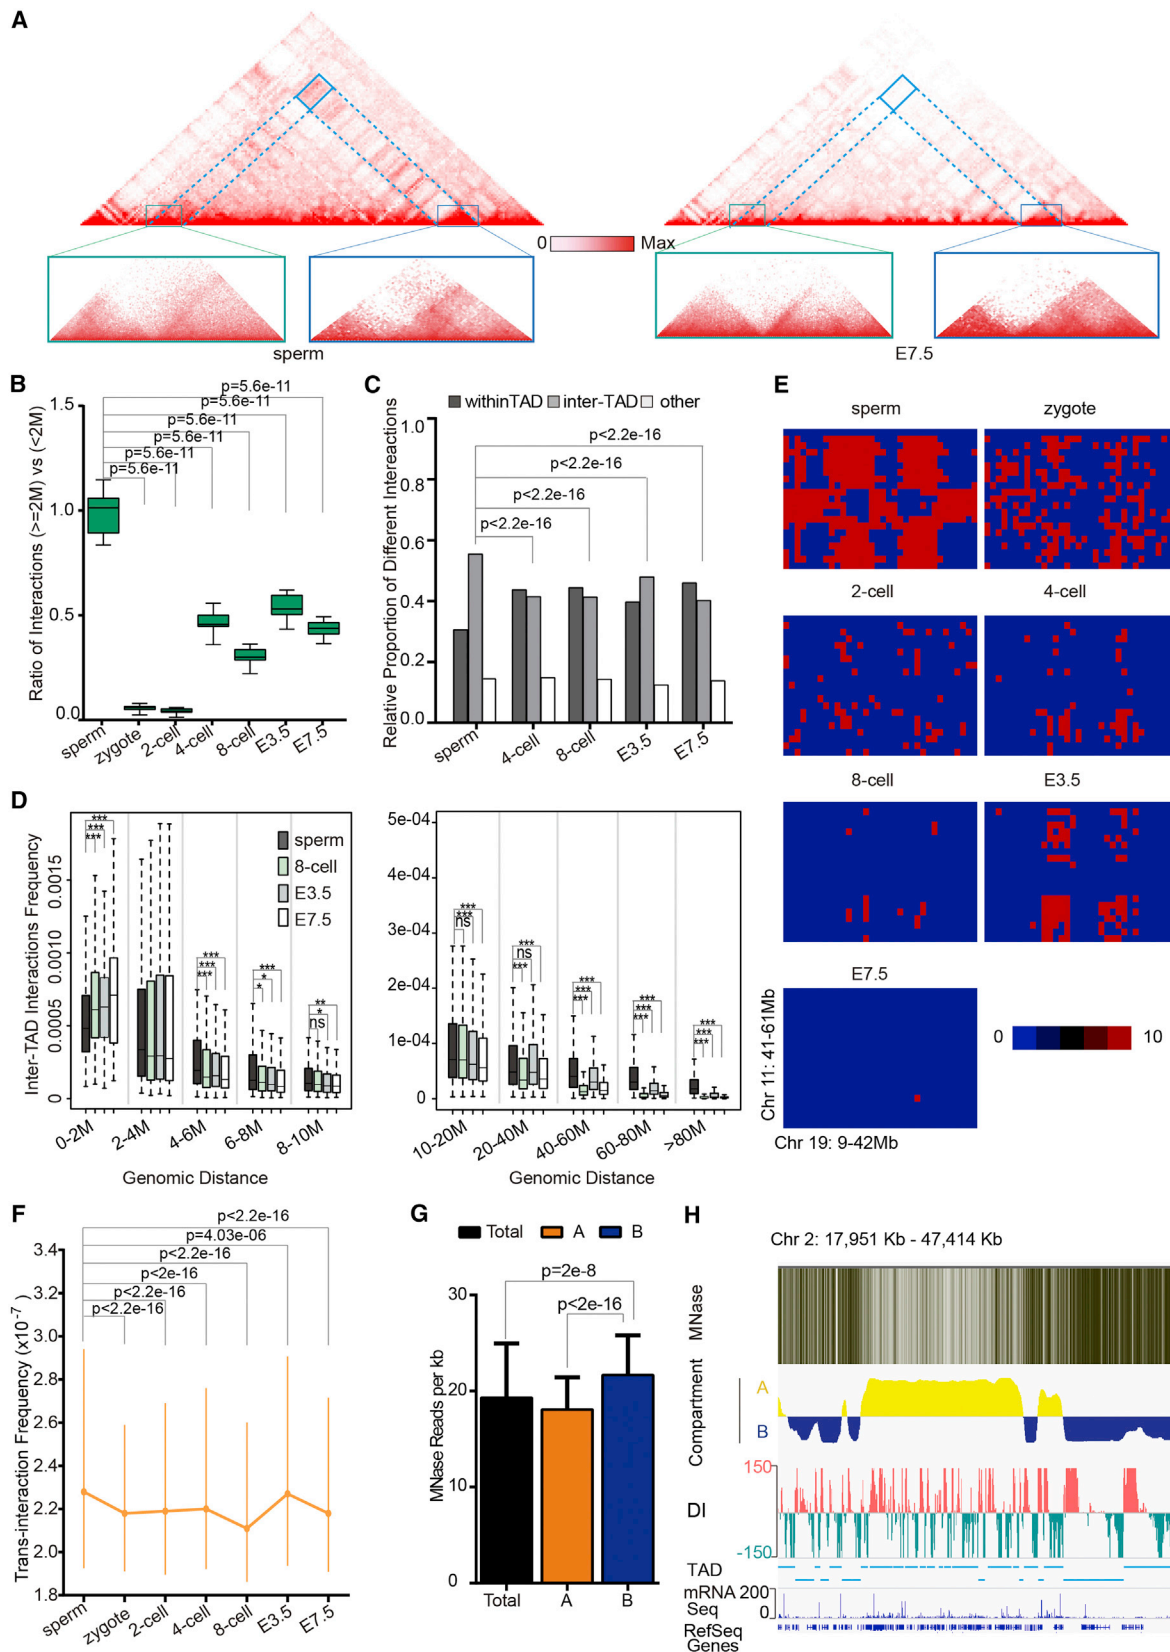 A
0 Max
sperm
E7.5
B
p=5.6e-11
p=5.6e-11
p=5.6e-11
p=5.6e-11
p=5.6e-11
p=5.6e-11
Ratio of Interactions (>=2M) vs (<2M)
1.5
1.0
0.5
0.0
sperm
zygote
2-cell
4-cell
8-cell
E3.5
E7.5
C
withinTAD inter-TAD other
p<2.2e-16
p<2.2e-16
p<2.2e-16
p<2.2e-16
Relative Proportion of Different Intereactions
1.0
0.8
0.6
0.4
0.2
0.0
sperm
4-cell
8-cell
E3.5
E7.5
E
sperm zygote
2-cell 4-cell
8-cell E3.5
E7.5
0 10
Chr 11: 41-61Mb
Chr 19: 9-42Mb
D
Inter-TAD Interactions Frequency
0.0015
0.0010
0.0005
0
sperm
8-cell
E3.5
E7.5
***
***
***
***
***
***
***
*
*
**
*
ns
0-2M
2-4M
4-6M
6-8M
8-10M
Genomic Distance
5e-04
4e-04
3e-04
2e-04
1e-04
0
***
***
ns
***
ns
***
***
***
***
***
***
***
***
***
***
10-20M
20-40M
40-60M
60-80M
>80M
Genomic Distance
F
p<2.2e-16
p=4.03e-06
p<2.2e-16
p<2e-16
p<2.2e-16
p<2.2e-16
Trans-interaction Frequency (x10⁻⁷ )
3.4
3.0
2.6
2.4
2.2
2.0
1.8
sperm
zygote
2-cell
4-cell
8-cell
E3.5
E7.5
G
Total A B
p=2e-8
p<2e-16
MNase Reads per kb
30
20
10
0
Total A B
H
Chr 2: 17,951 Kb - 47,414 Kb
MNase
Compartment
A
B
150
DI
-150
TAD
mRNA 200
Seq 0
RefSeq
Genes